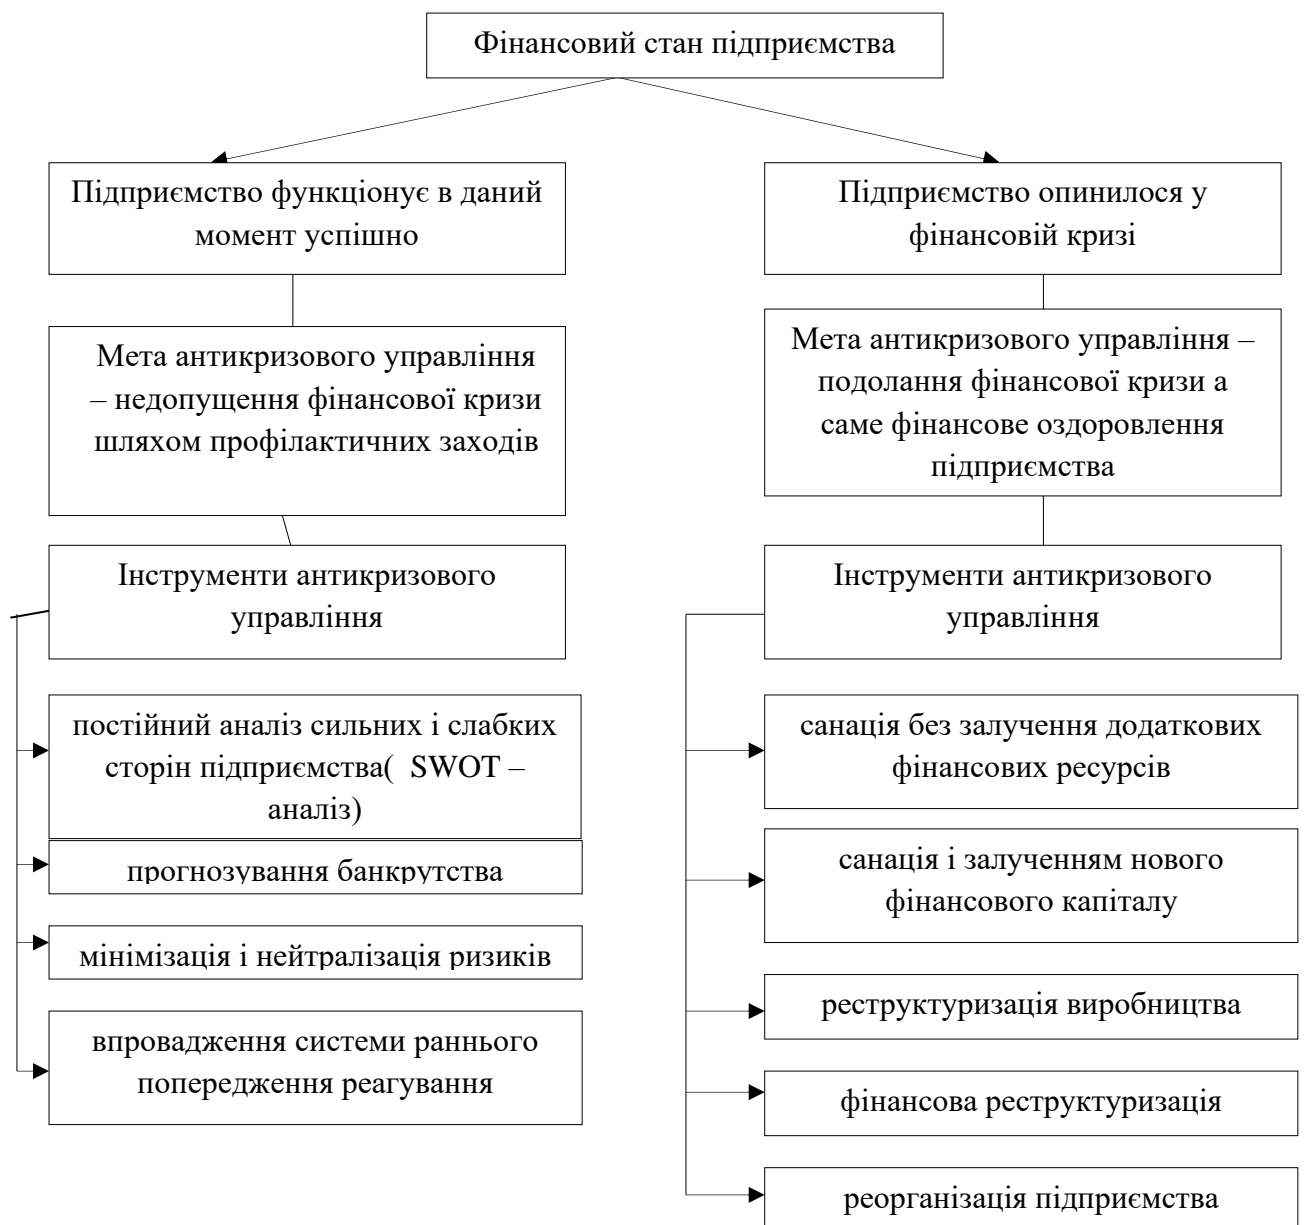 Фінансовий стан підприємства
Підприємство функціонує в даний
момент успішно
Мета антикризового управління
– недопущення фінансової кризи
шляхом профілактичних заходів
Інструменти антикризового
управління
постійний аналіз сильних і слабких
сторін підприємства( SWOT –
аналіз)
прогнозування банкрутства
мінімізація і нейтралізація ризиків
впровадження системи раннього
попередження реагування
Підприємство опинилося у
фінансовій кризі
Мета антикризового управління –
подолання фінансової кризи а
саме фінансове оздоровлення
підприємства
Інструменти антикризового
управління
санація без залучення додаткових
фінансових ресурсів
санація і залученням нового
фінансового капіталу
реструктуризація виробництва
фінансова реструктуризація
реорганізація підприємства